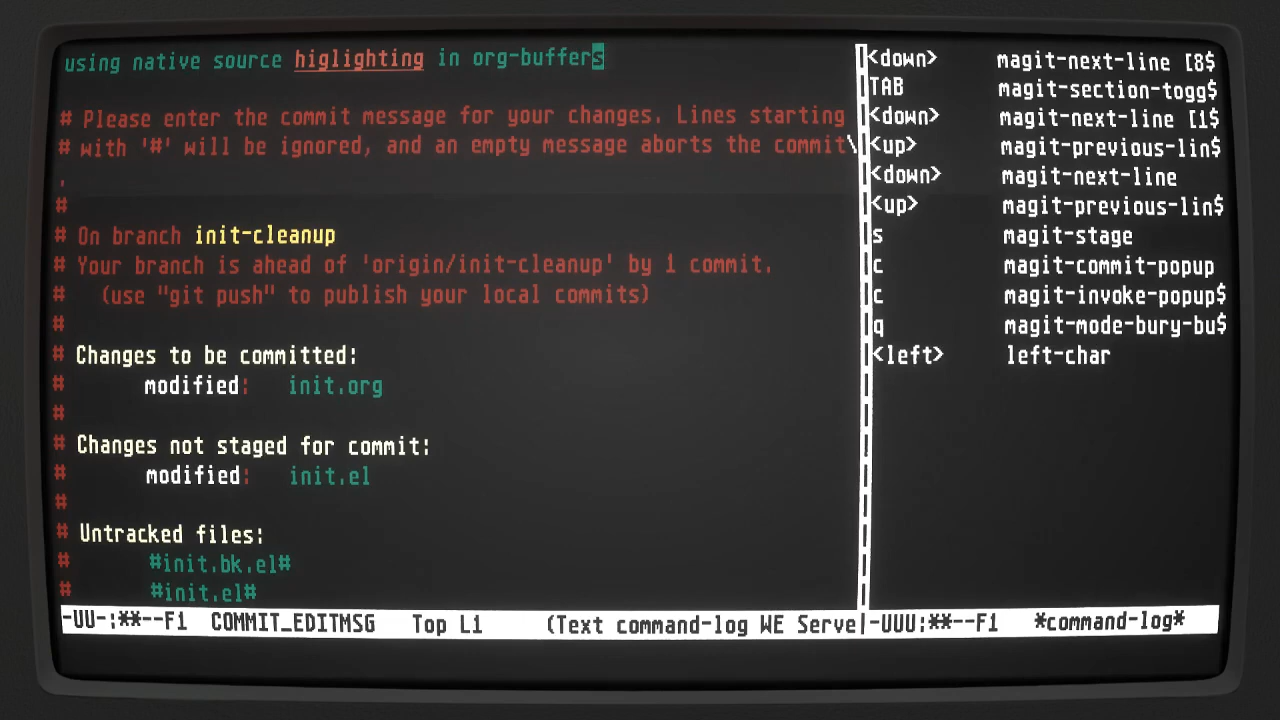 using native source higlighting in org-buffers
# Please enter the commit message for your changes. Lines starting
# with '#' will be ignored, and an empty message aborts the commit\
.
#
# On branch init-cleanup
# Your branch is ahead of 'origin/init-cleanup' by 1 commit.
#   (use "git push" to publish your local commits)
#
# Changes to be committed:
#       modified:   init.org
#
# Changes not staged for commit:
#       modified:   init.el
#
# Untracked files:
#       #init.bk.el#
#       #init.el#
-UU-:**--F1  COMMIT_EDITMSG   Top L1     (Text command-log WE Serve
<down>     magit-next-line [8$
TAB        magit-section-togg$
<down>     magit-next-line [1$
<up>       magit-previous-lin$
<down>     magit-next-line
<up>       magit-previous-lin$
s          magit-stage
c          magit-commit-popup
c          magit-invoke-popup$
q          magit-mode-bury-bu$
<left>     left-char
-UUU:**--F1   *command-log*